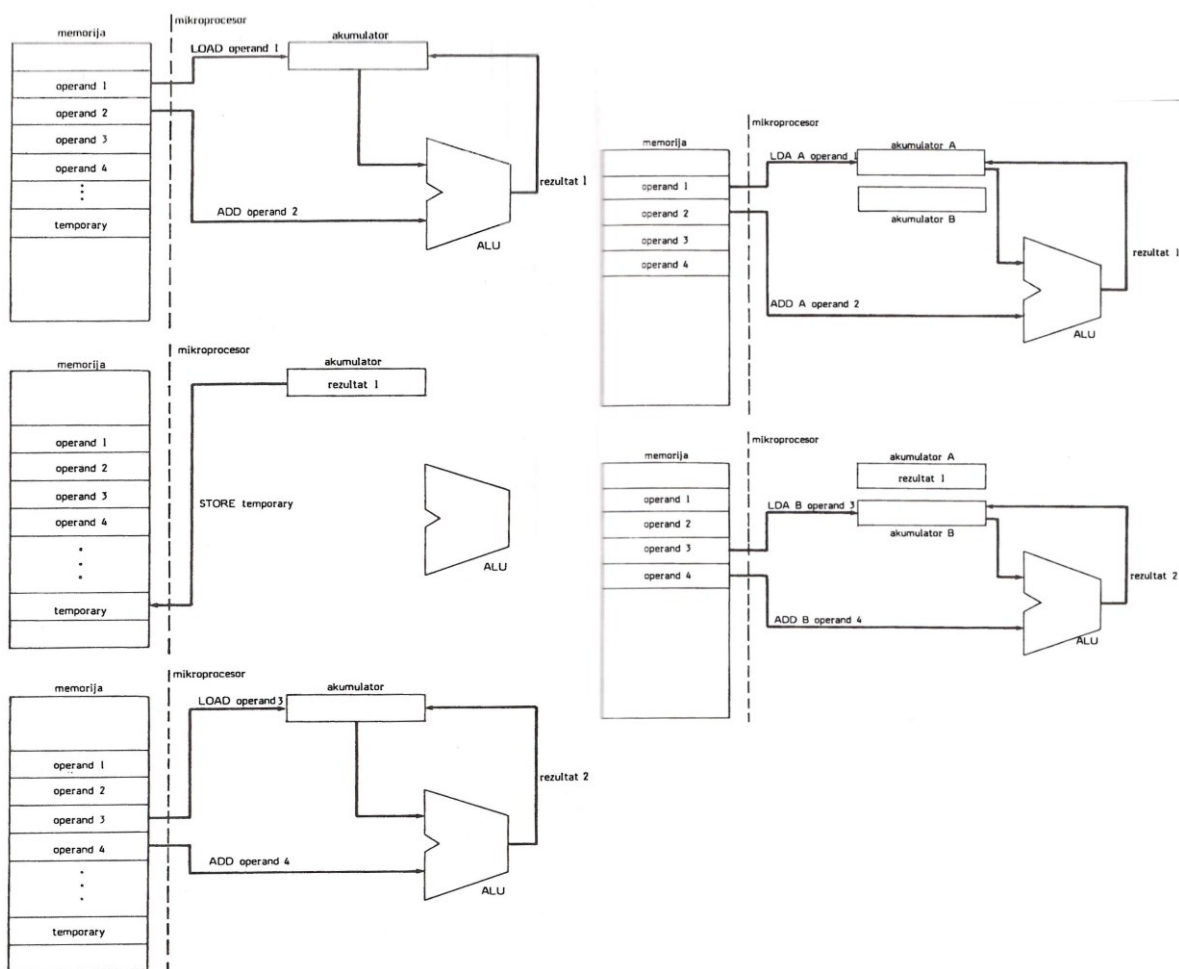 mikroprocesor
memorija
akumulator
LOAD operand 1
operand 1
operand 2
operand 3
operand 4
temporary
ADD operand 2
rezultat 1
ALU
mikroprocesor
memorija
akumulator
rezultat 1
operand 1
operand 2
operand 3
operand 4
STORE temporary
ALU
temporary
mikroprocesor
memorija
akumulator
LOAD operand 3
operand 1
operand 2
operand 3
operand 4
rezultat 2
ADD operand 4
ALU
temporary
mikroprocesor
memorija
akumulator A
LDA A operand 1
operand 1
operand 2
operand 3
operand 4
akumulator B
rezultat 1
ADD A operand 2
ALU
mikroprocesor
memorija
akumulator A
rezultat 1
LDA B operand 3
operand 1
operand 2
operand 3
operand 4
akumulator B
rezultat 2
ADD B operand 4
ALU